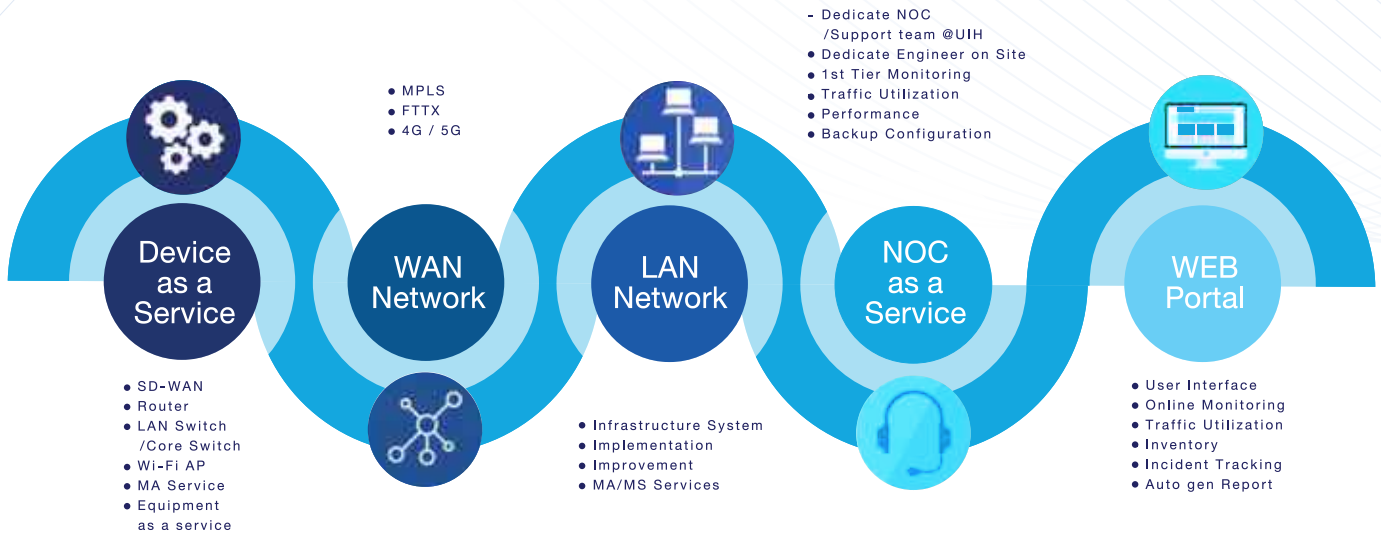 Device
as a
Service
● SD-WAN
● Router
● LAN Switch
/Core Switch
● Wi-Fi AP
● MA Service
● Equipment
as a service
● MPLS
● FTTX
● 4G / 5G
WAN
Network
LAN
Network
● Infrastructure System
● Implementation
● Improvement
● MA/MS Services
- Dedicate NOC
/Support team @UIH
● Dedicate Engineer on Site
● 1st Tier Monitoring
● Traffic Utilization
● Performance
● Backup Configuration
NOC
as a
Service
WEB
Portal
● User Interface
● Online Monitoring
● Traffic Utilization
● Inventory
● Incident Tracking
● Auto gen Report